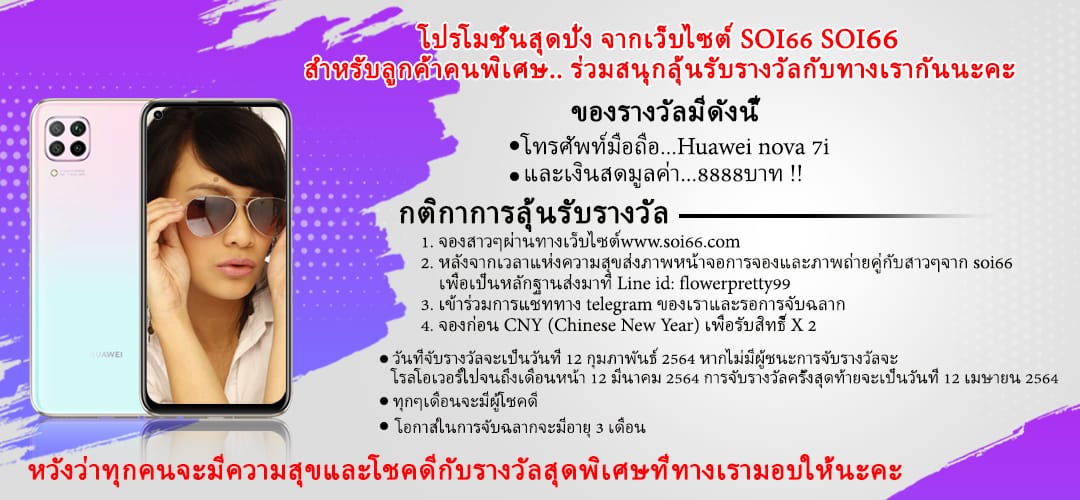 โปรโมชั่นสุดปัง จากเว็บไซต์ SOI66 SOI66
สำหรับลูกค้าคนพิเศษ.. ร่วมสนุกลุ้นรับรางวัลกับทางเรากันนะคะ
ของรางวัลมีดังนี้
•โทรศัพท์มือถือ...Huawei nova 7i
•และเงินสดมูลค่า...8888บาท !!
กติกาการลุ้นรับรางวัล
1. จองสาวๆผ่านทางเว็บไซต์www.soi66.com
2. หลังจากเวลาแห่งความสุขส่งภาพหน้าจอการจองและภาพถ่ายคู่กับสาวๆจาก soi66
เพื่อเป็นหลักฐานส่งมาที่ Line id: flowerpretty99
3. เข้าร่วมการแชททาง telegram ของเราและรอการจับฉลาก
4. จองก่อน CNY (Chinese New Year) เพื่อรับสิทธิ์ X 2
• วันที่จับรางวัลจะเป็นวันที่ 12 กุมภาพันธ์ 2564 หากไม่มีผู้ชนะการจับรางวัลจะ
โรลโอเวอร์ไปจนถึงเดือนหน้า 12 มีนาคม 2564 การจับรางวัลครั้งสุดท้ายจะเป็นวันที่ 12 เมษายน 2564
• ทุกๆเดือนจะมีผู้โชคดี
• โอกาสในการจับฉลากจะมีอายุ 3 เดือน
HUAWEI
หวังว่าทุกคนจะมีความสุขและโชคดีกับรางวัลสุดพิเศษที่ทางเรามอบให้นะคะ